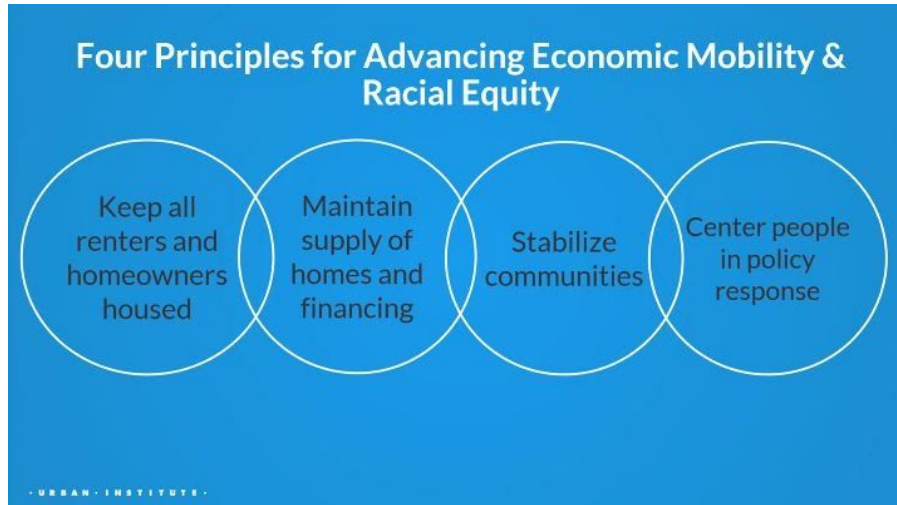 Four Principles for Advancing Economic Mobility &
Racial Equity
Keep all
renters and
homeowners
housed
Maintain
supply of
homes and
financing
Stabilize
communities
Center people
in policy
response
· URBAN · INSTITUTE ·